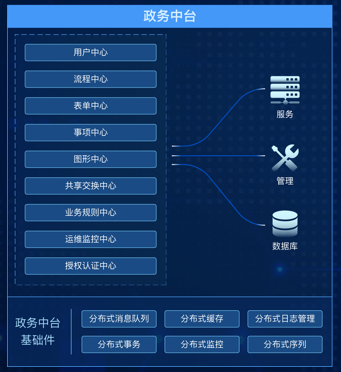 政务中台
用户中心
流程中心
表单中心
事项中心
图形中心
共享交换中心
业务规则中心
运维监控中心
授权认证中心
服务
管理
数据库
政务中台
基础件
分布式消息队列
分布式缓存
分布式日志管理
分布式事务
分布式监控
分布式序列